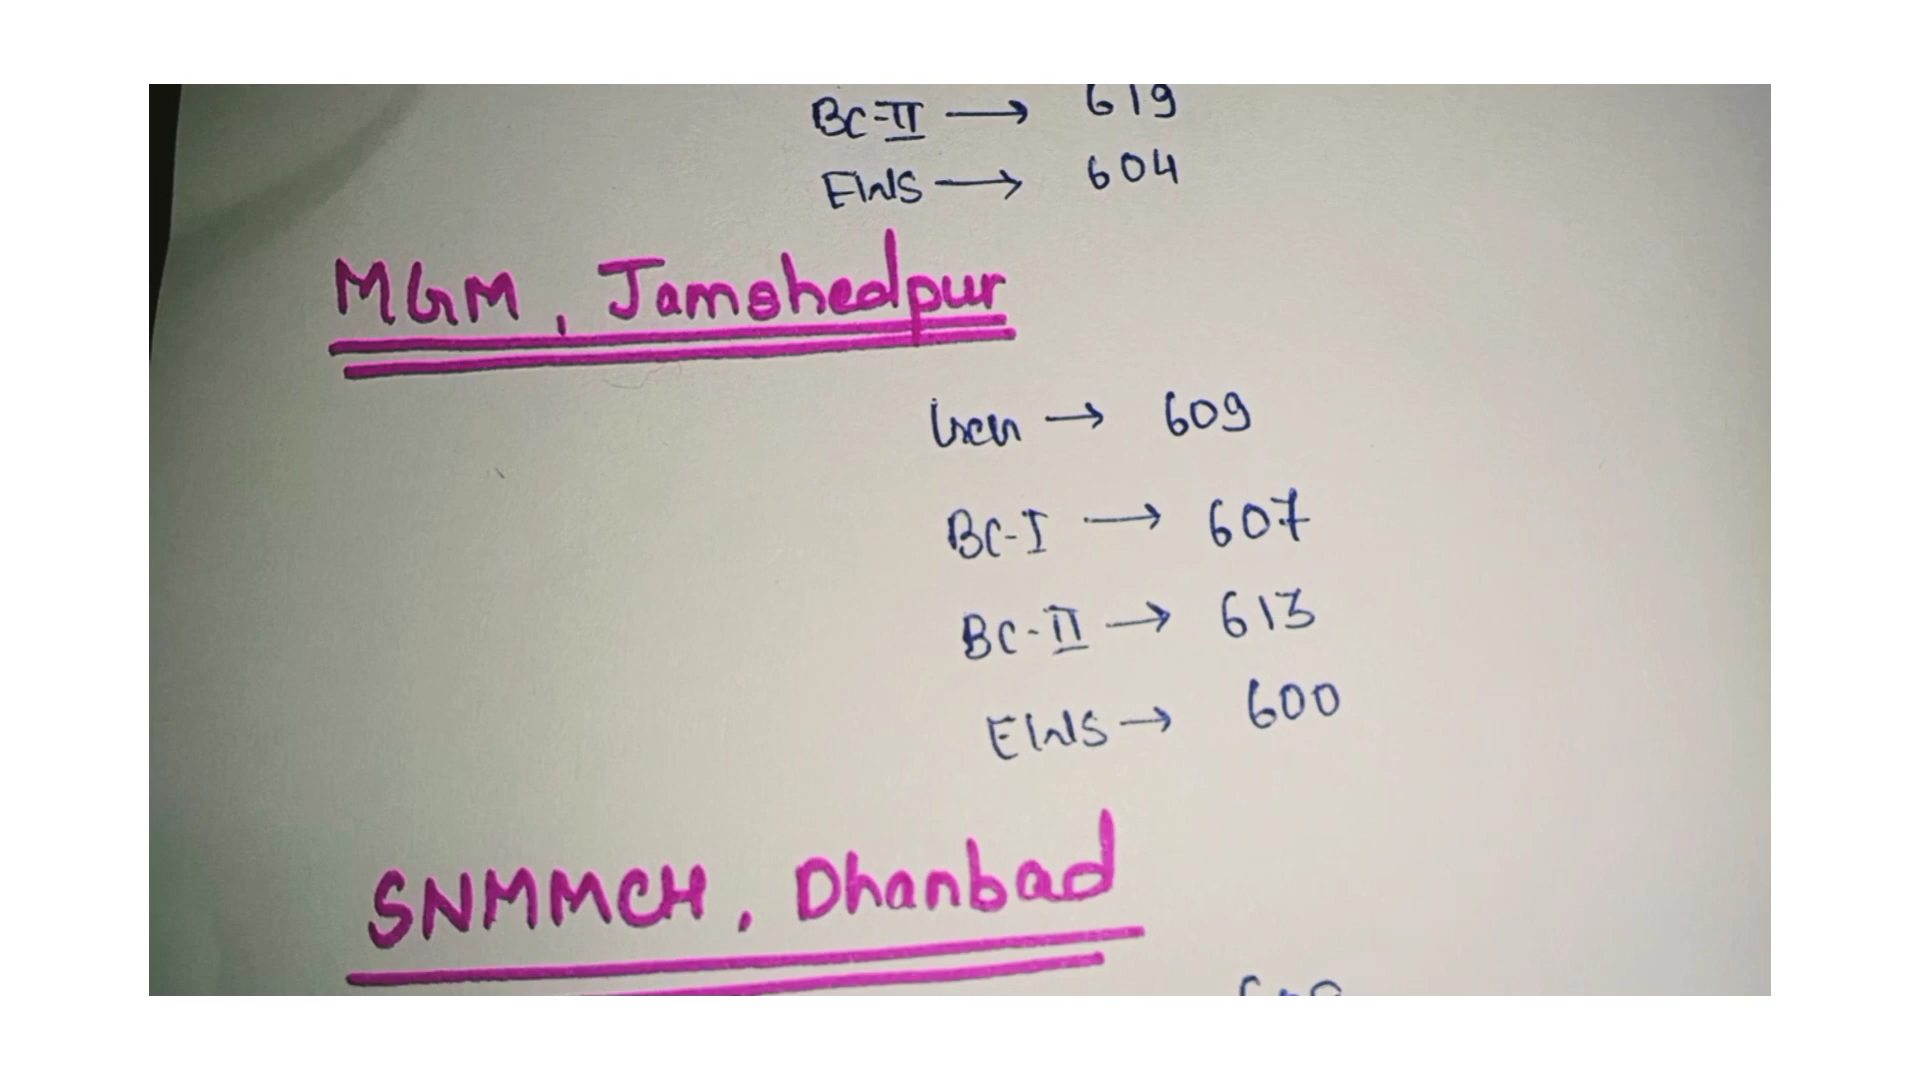 BC-II → 619
EWS → 604
MGM, Jamshedpur
Gen → 609
BC-I → 607
BC-II → 613
EWS → 600
SNMMCH, Dhanbad